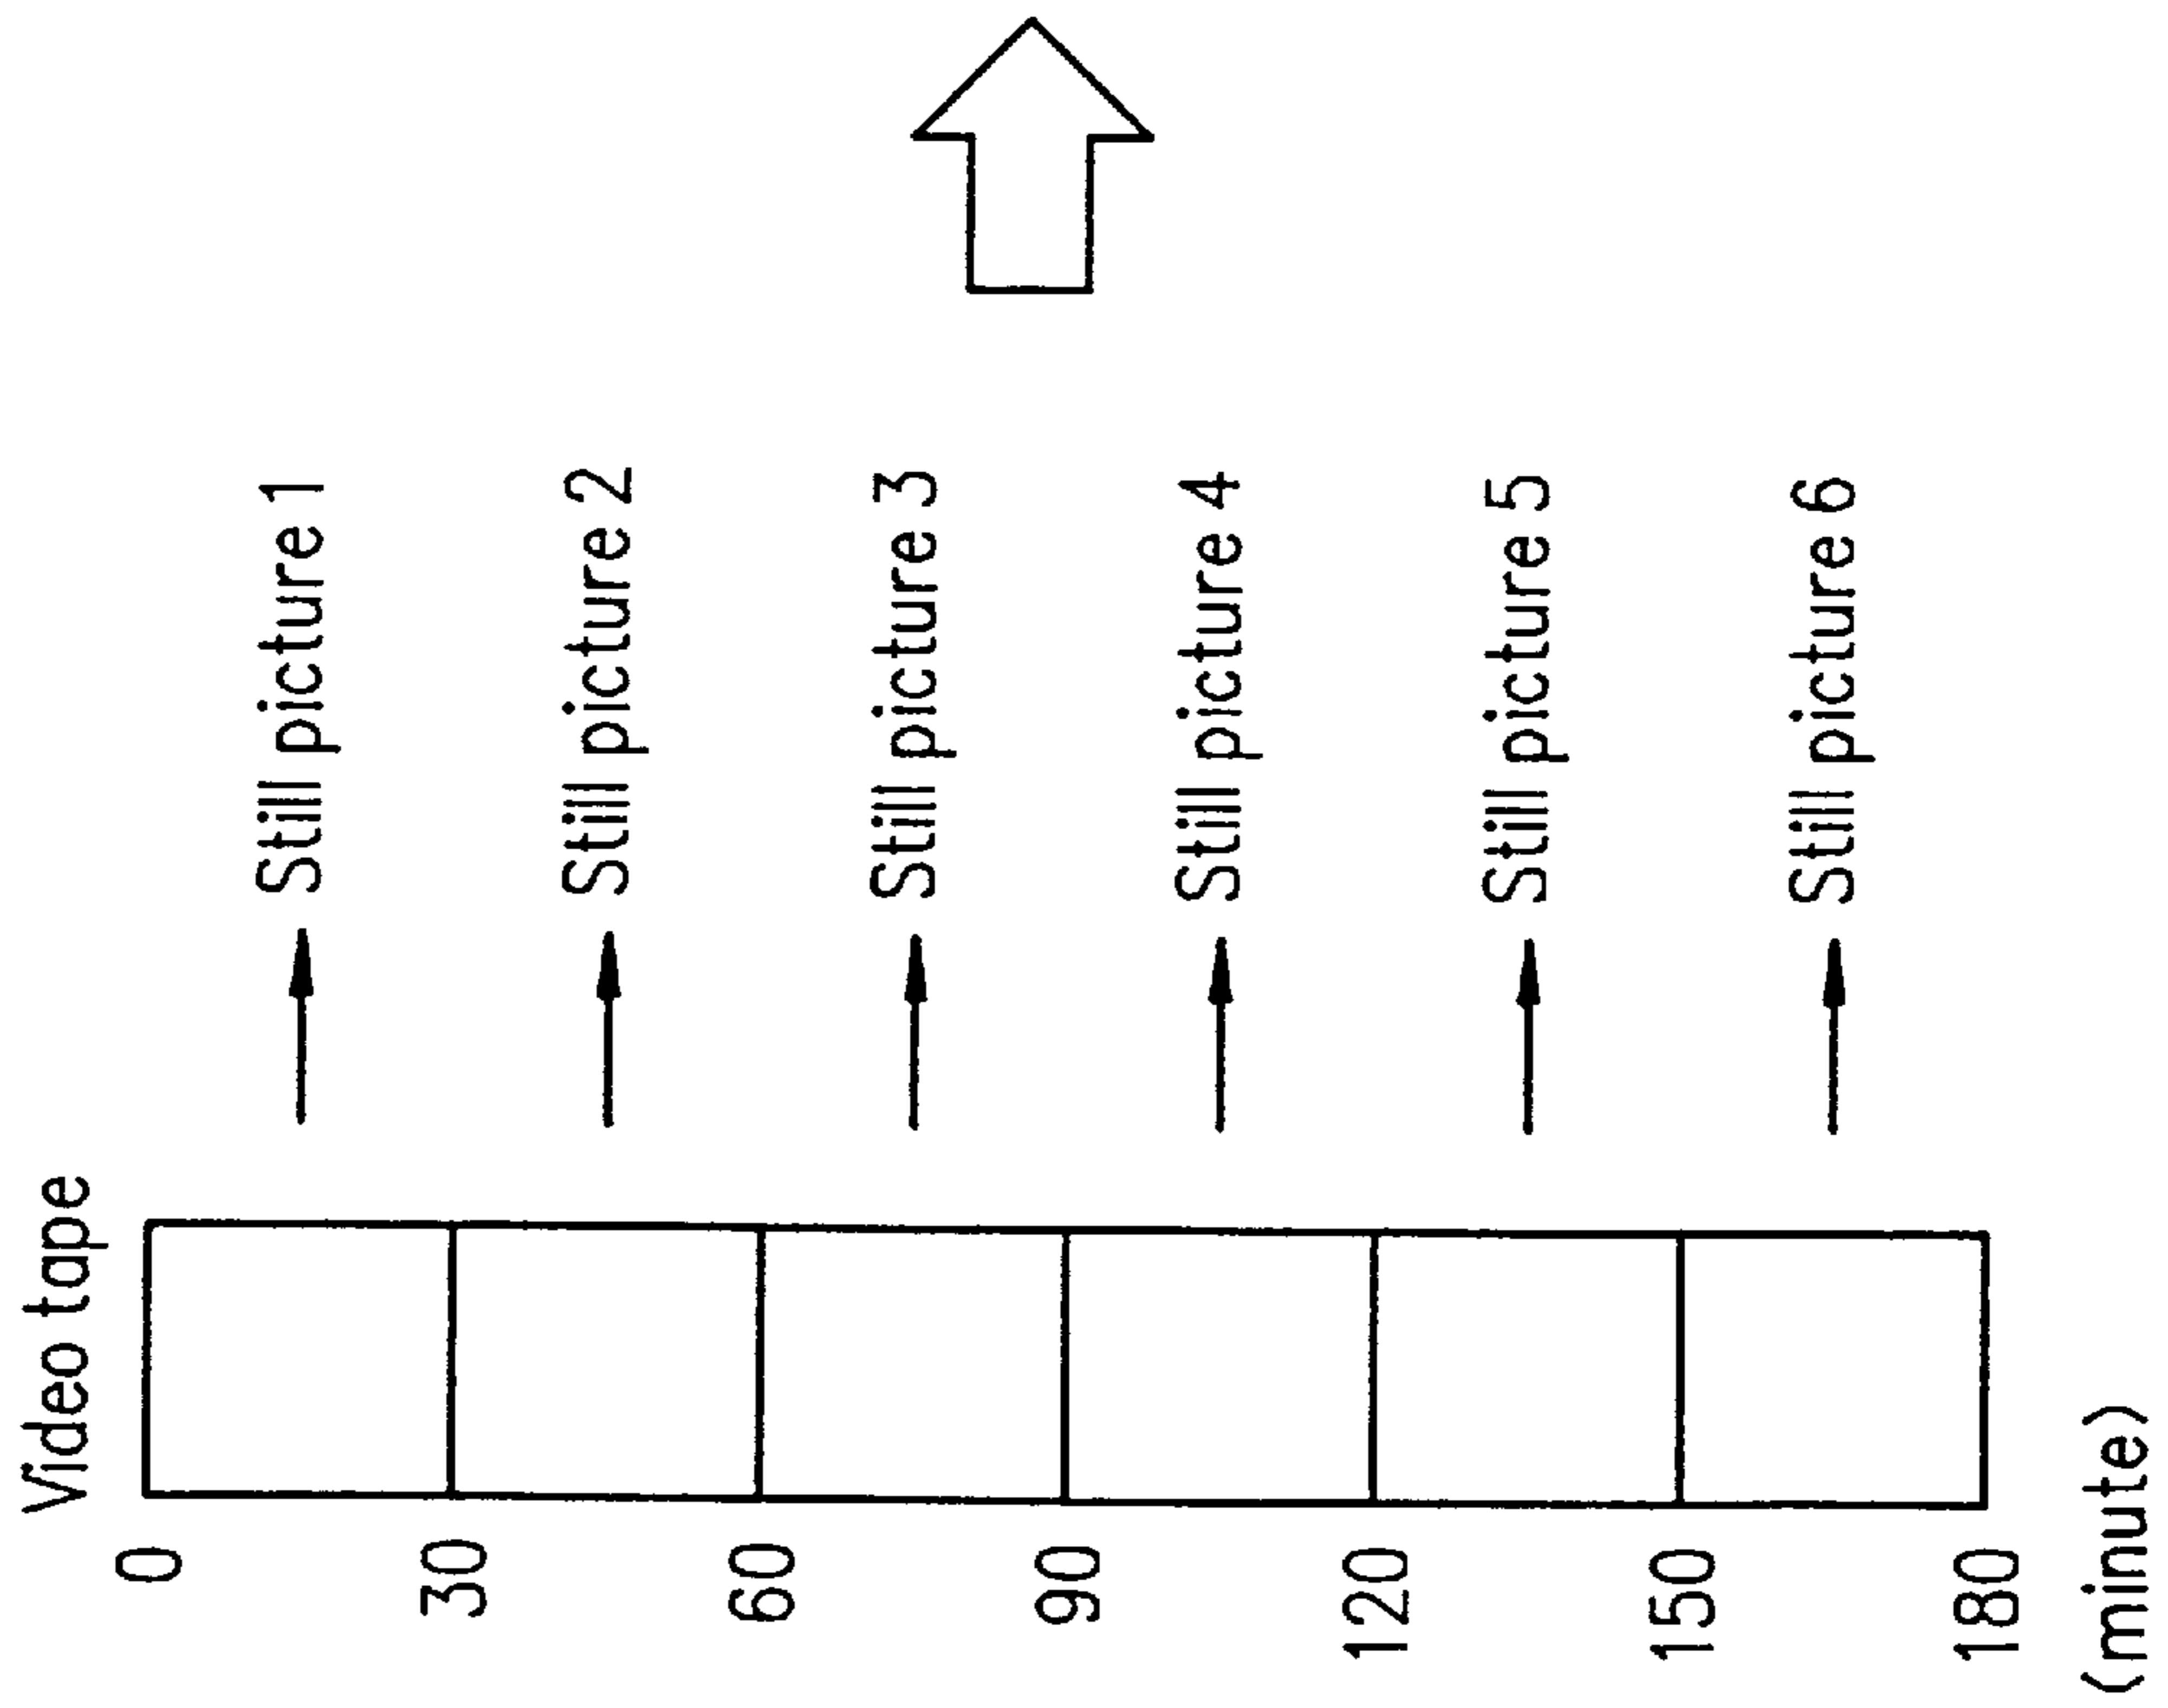 Video tape
0
Still picture 1
30
Still picture 2
60
Still picture 3
90
Still picture 4
120
Still picture 5
150
Still picture 6
180
(minute)